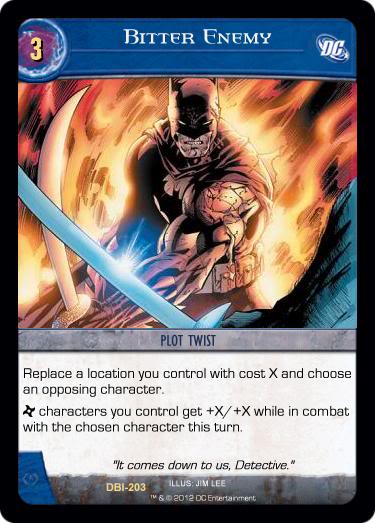 3
BITTER ENEMY
DC
PLOT TWIST
Replace a location you control with cost X and choose
an opposing character.
characters you control get +X/+X while in combat
with the chosen character this turn.
"It comes down to us, Detective."
DBI-203
ILLUS: JIM LEE
™ & © 2012 DC Entertainment